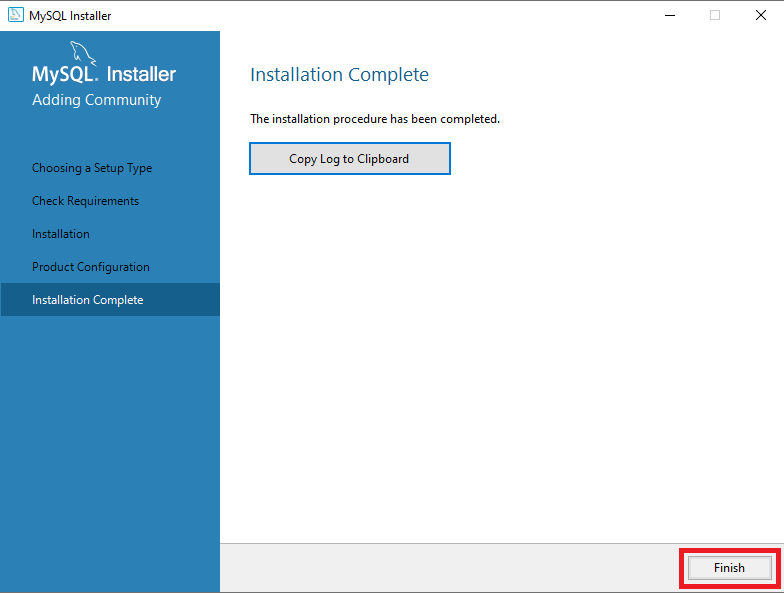 MySQL Installer
MySQL. Installer
Adding Community
Choosing a Setup Type
Check Requirements
Installation
Product Configuration
Installation Complete
Installation Complete
The installation procedure has been completed.
Copy Log to Clipboard
Finish